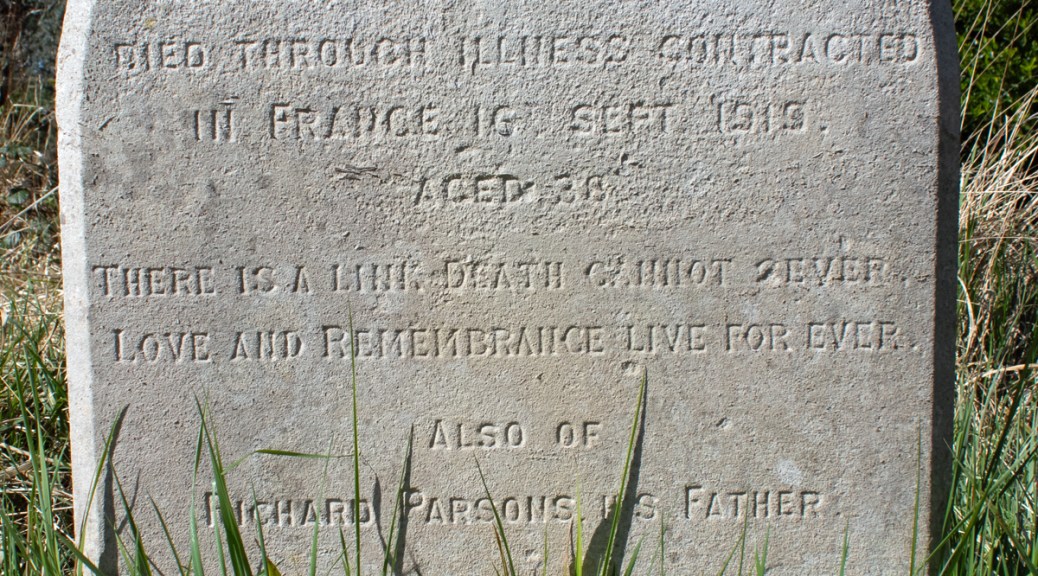 DIED THROUGH ILLNESS CONTRACTED
IN FRANCE 16 SEPT. 1919.
AGED 38
THERE IS A LINK DEATH CANNOT SEVER.
LOVE AND REMEMBRANCE LIVE FOR EVER.
ALSO OF
RICHARD PARSONS, HIS FATHER.